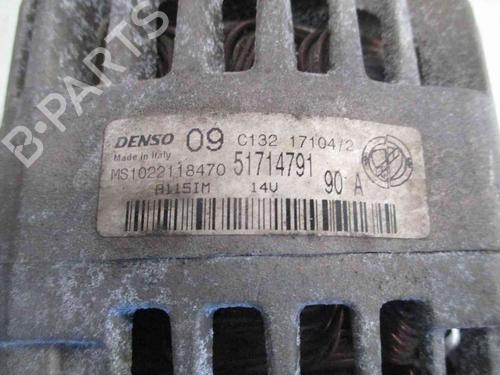 B-PARTS
DENSO 09 C132 17104/2
Made in Italy
MS1022118470 51714791
A115IM 14V 90 A